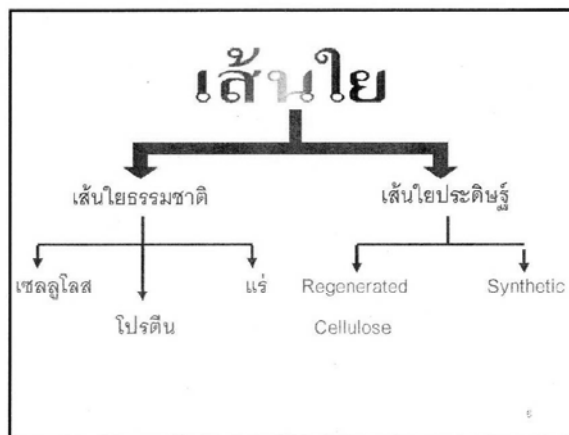 เส้นใย
เส้นใยธรรมชาติ เส้นใยประดิษฐ์
เซลลูโลส แร่ Regenerated Synthetic
โปรตีน Cellulose
5